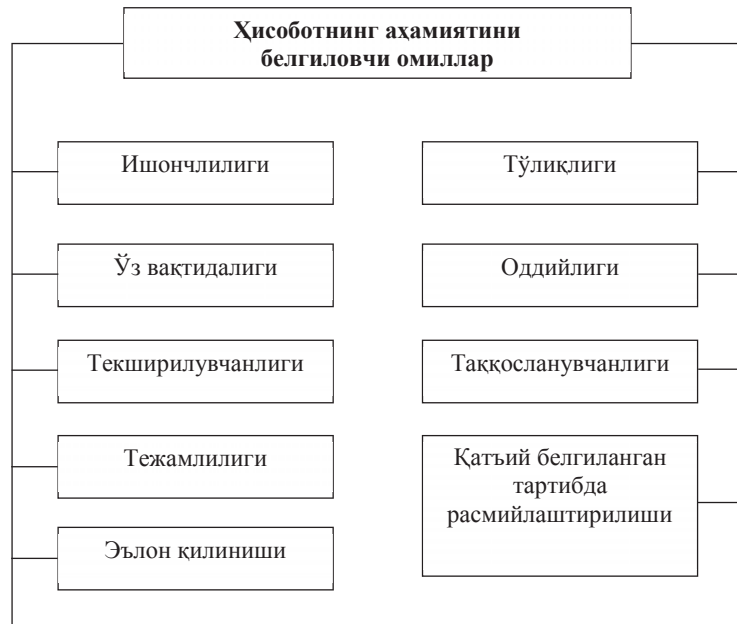 Ҳисоботнинг аҳамиятини
белгиловчи омиллар
Ишончлилиги
Тўлиқлиги
Ўз вақтидалиги
Оддийлиги
Текширилувчанлиги
Таққосланувчанлиги
Тежамлилиги
Қатъий белгиланган
тартибда
расмийлаштирилиши
Эълон қилиниши